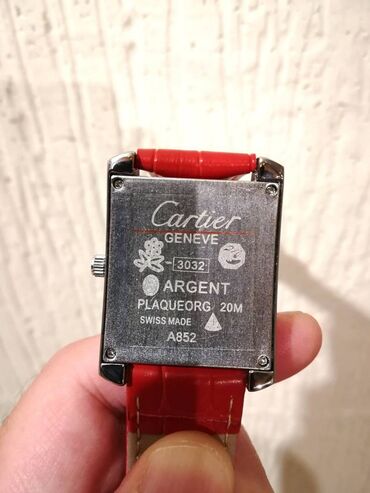 Cartier
GENEVE
-3032
ARGENT
PLAQUEORG 20M
SWISS MADE
A852